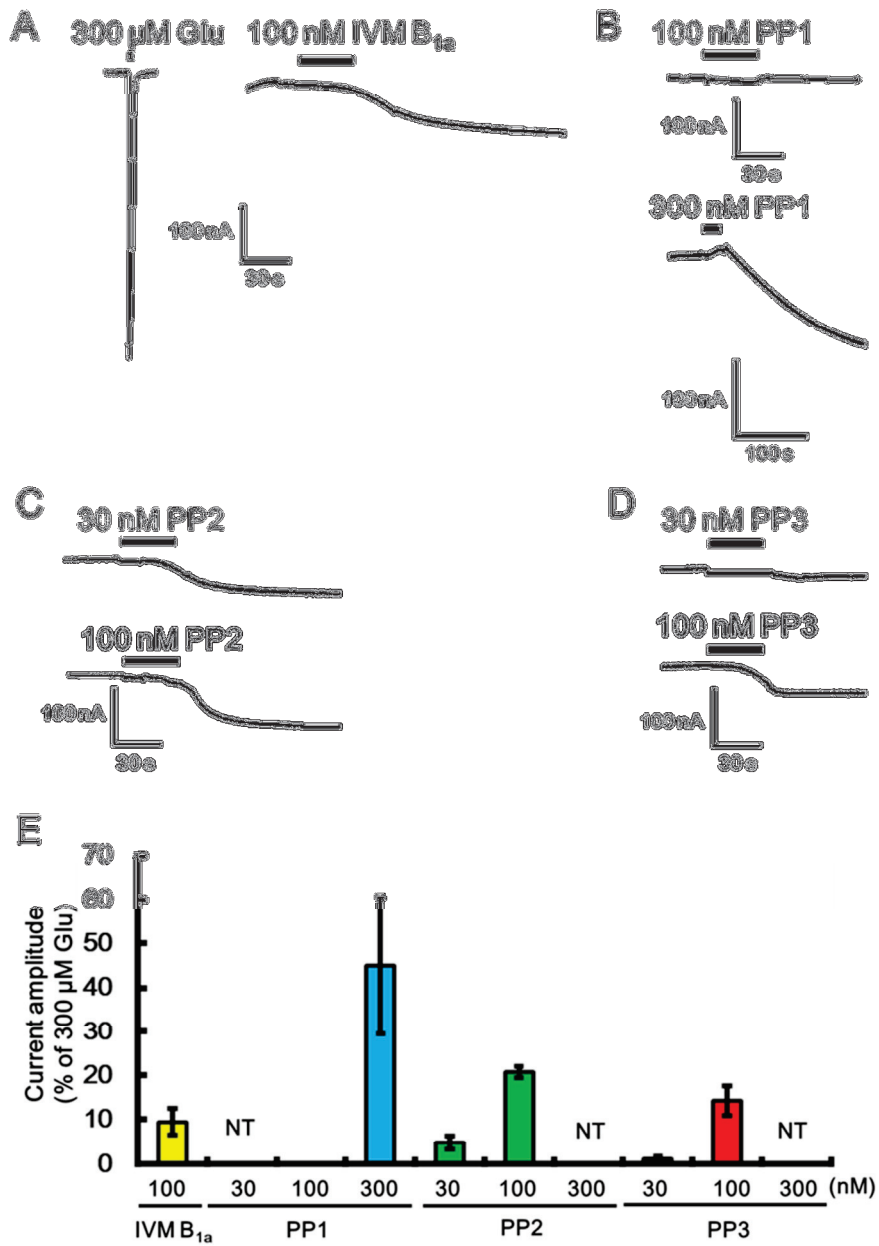 A
300 µM Glu
100 nM IVM B1a
100nA
30s
B
100 nM PP1
100nA
30s
300 nM PP1
100nA
100s
C
30 nM PP2
100 nM PP2
100nA
30s
D
30 nM PP3
100 nM PP3
100nA
30s
E
Current amplitude
(% of 300 µM Glu)
70
60
50
40
30
20
10
0
NT
NT
NT
100 30 100 300 30 100 300 30 100 300 (nM)
IVM B1a PP1 PP2 PP3